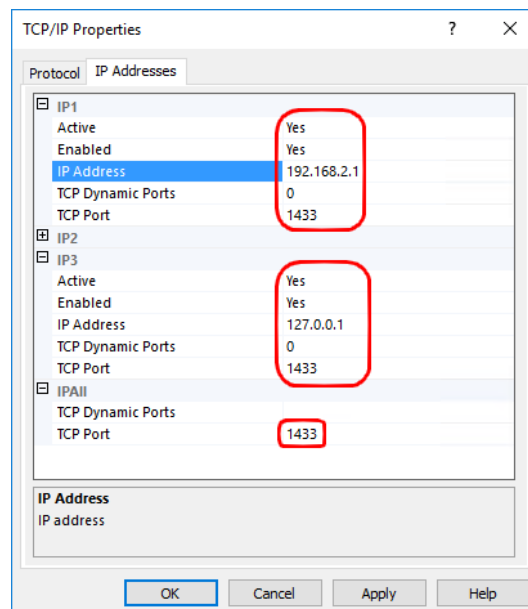 TCP/IP Properties ? ×
Protocol IP Addresses
IP1
Active Yes
Enabled Yes
IP Address 192.168.2.1
TCP Dynamic Ports 0
TCP Port 1433
IP2
IP3
Active Yes
Enabled Yes
IP Address 127.0.0.1
TCP Dynamic Ports 0
TCP Port 1433
IPAll
TCP Dynamic Ports
TCP Port 1433
IP Address
IP address
OK Cancel Apply Help